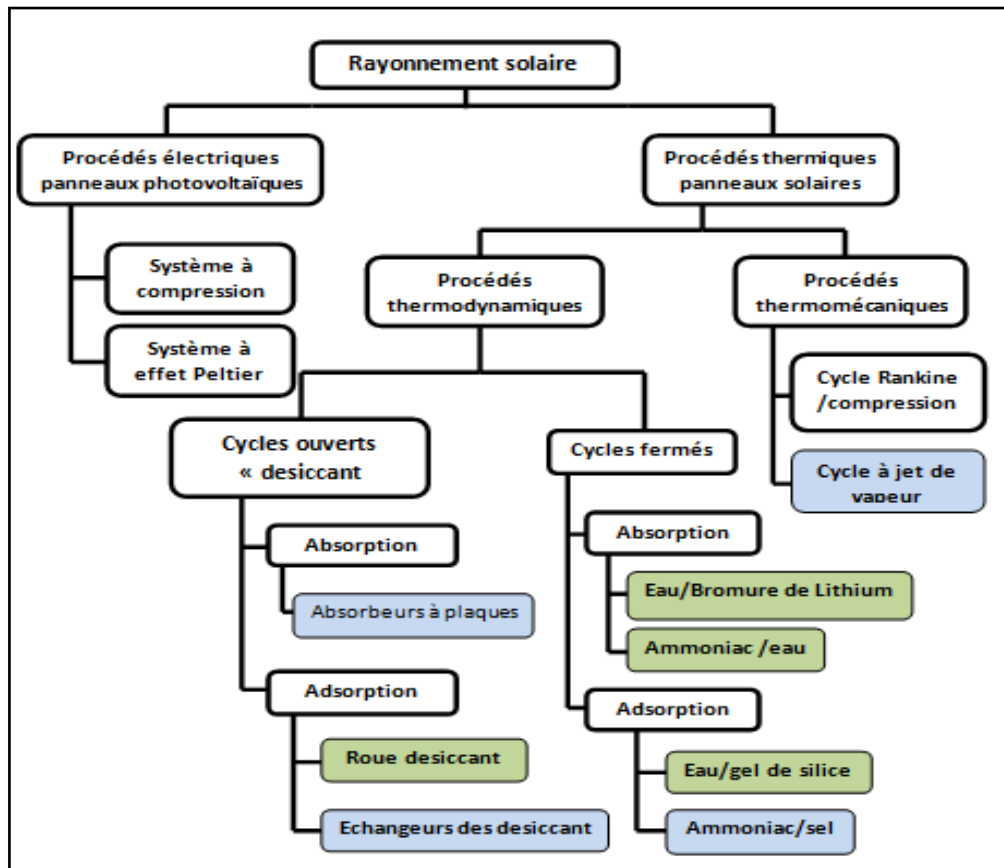 Rayonnement solaire
Procédés électriques
panneaux photovoltaïques
Procédés thermiques
panneaux solaires
Système à
compression
Système à
effet Peltier
Procédés
thermodynamiques
Procédés
thermomécaniques
Cycle Rankine
/compression
Cycle à jet de
vapeur
Cycles ouverts
« desiccant
Cycles fermés
Absorption
Absorbeurs à plaques
Adsorption
Roue desiccant
Echangeurs des desiccant
Absorption
Eau/Bromure de Lithium
Ammoniac /eau
Adsorption
Eau/gel de silice
Ammoniac/sel